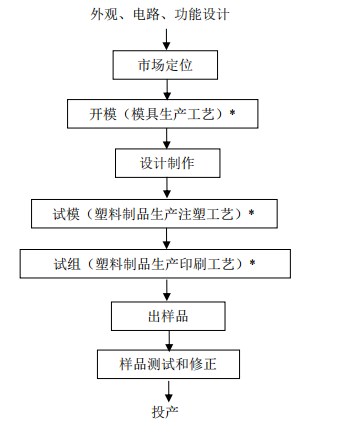 外观、电路、功能设计
市场定位
开模（模具生产工艺）*
设计制作
试模（塑料制品生产注塑工艺）*
试组（塑料制品生产印刷工艺）*
出样品
样品测试和修正
投产